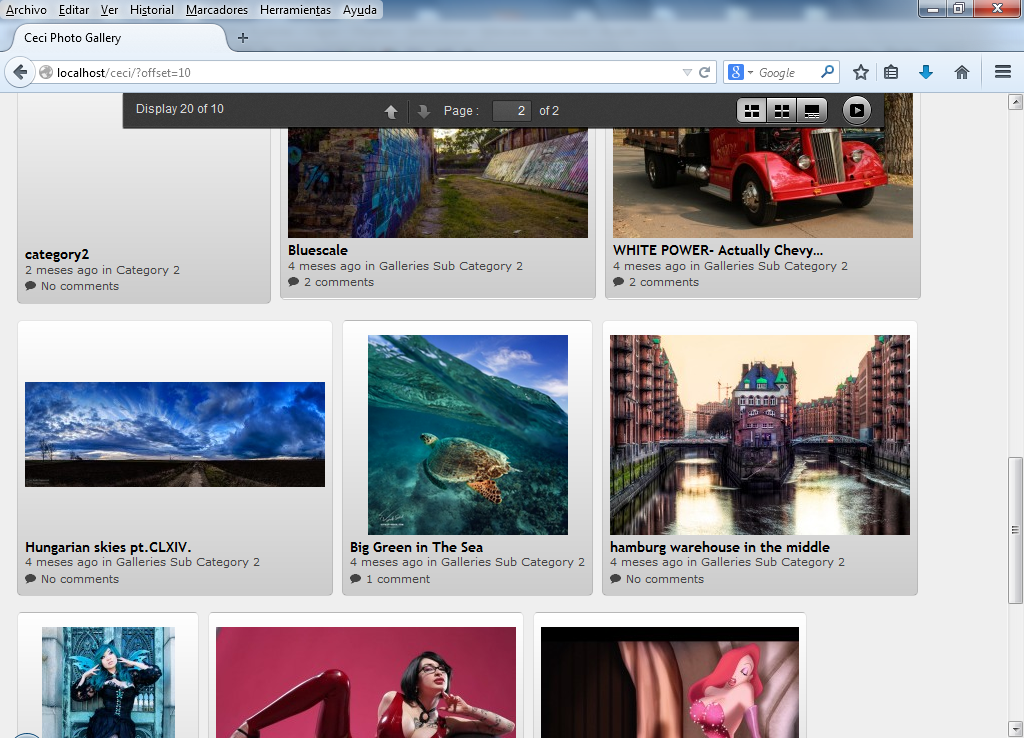 Archivo Editar Ver Historial Marcadores Herramientas Ayuda
Ceci Photo Gallery
localhost/ceci/?offset=10
Google
Display 20 of 10
Page : 2 of 2
category2
2 meses ago in Category 2
No comments
Bluescale
4 meses ago in Galleries Sub Category 2
2 comments
WHITE POWER- Actually Chevy...
4 meses ago in Galleries Sub Category 2
2 comments
Hungarian skies pt.CLXIV.
4 meses ago in Galleries Sub Category 2
No comments
Big Green in The Sea
4 meses ago in Galleries Sub Category 2
1 comment
hamburg warehouse in the middle
4 meses ago in Galleries Sub Category 2
No comments